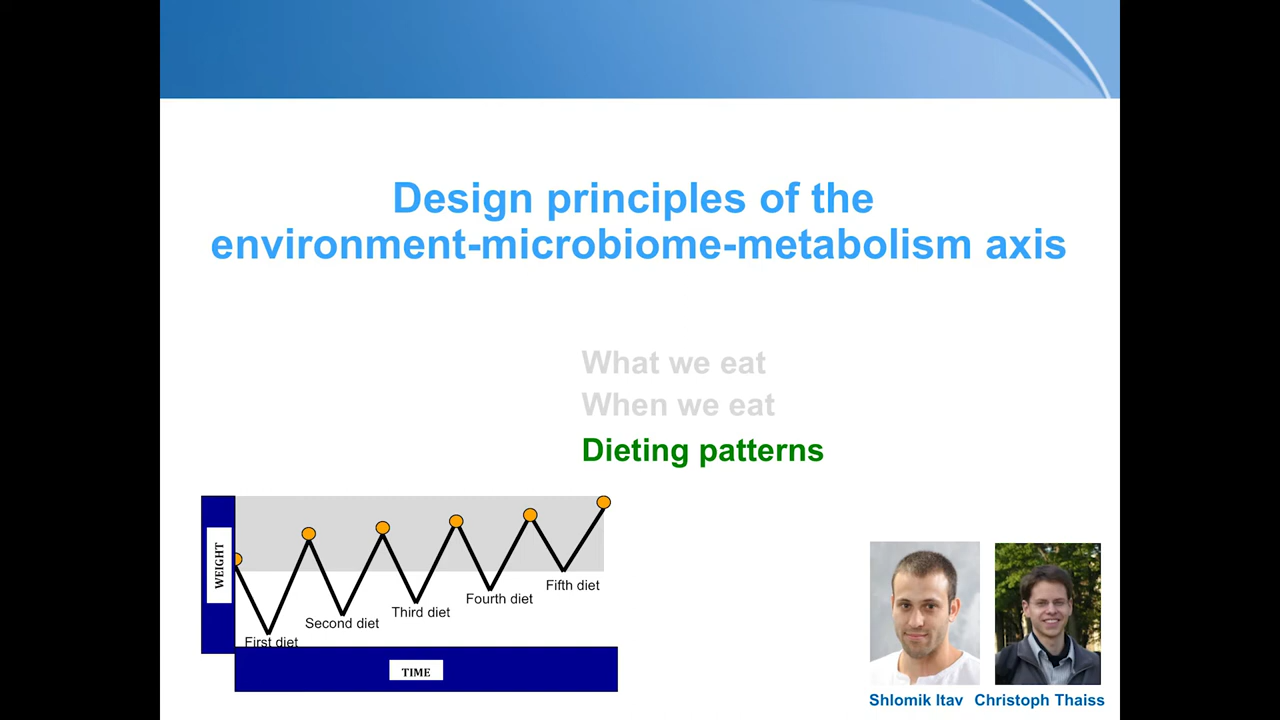 Design principles of the
environment-microbiome-metabolism axis
What we eat
When we eat
Dieting patterns
WEIGHT
First diet
Second diet
Third diet
Fourth diet
Fifth diet
TIME
Shlomik Itav
Christoph Thaiss